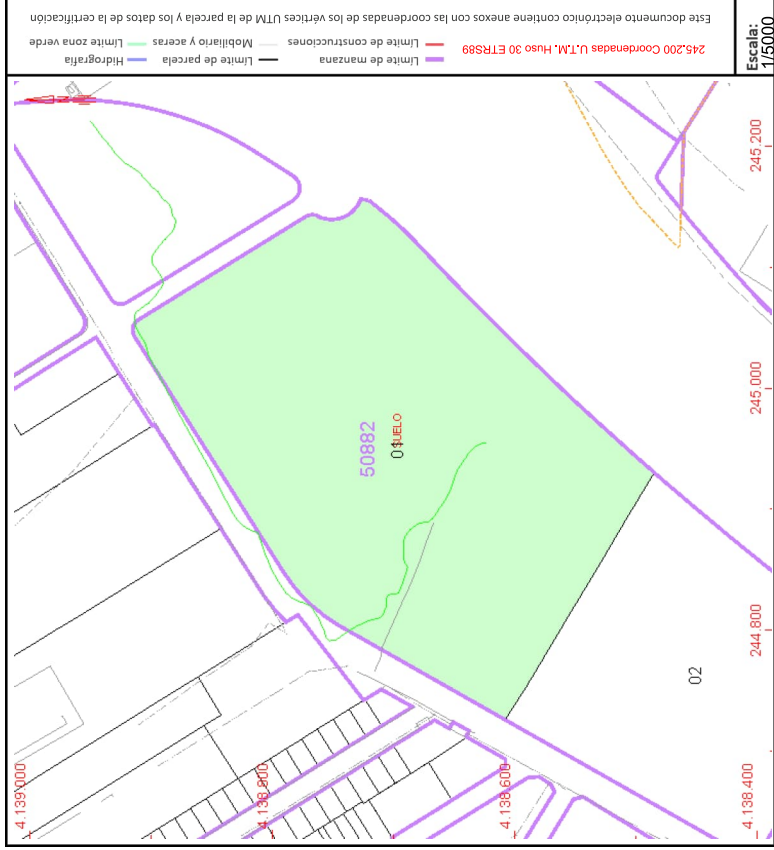 Este documento electrónico contiene anexos con las coordenadas de los vértices UTM de la parcela y los datos de la certificación
245.200 Coordenadas U.T.M. Huso 30 ETRS89
Límite de manzana
Límite de parcela
Hidrografía
Límite de construcciones
Mobiliario y aceras
Límite zona verde
Escala:
1/5000
245.200
245.000
244.800
50882
SUELO
02
4.139.000
4.138.800
4.138.600
4.138.400